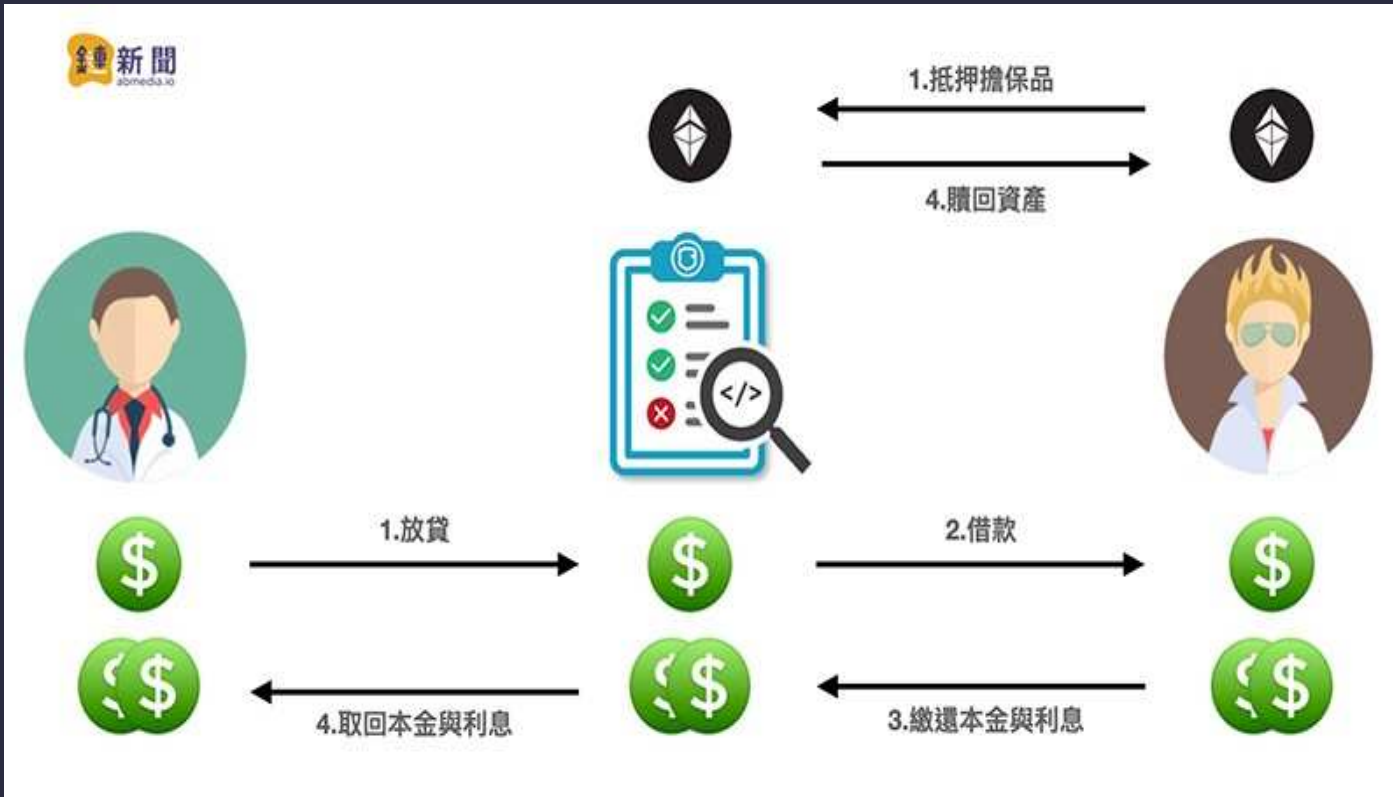 鏈新聞
abmedia.io
1.抵押擔保品
4.贖回資產
</>
1.放貸
2.借款
4.取回本金與利息
3.繳還本金與利息